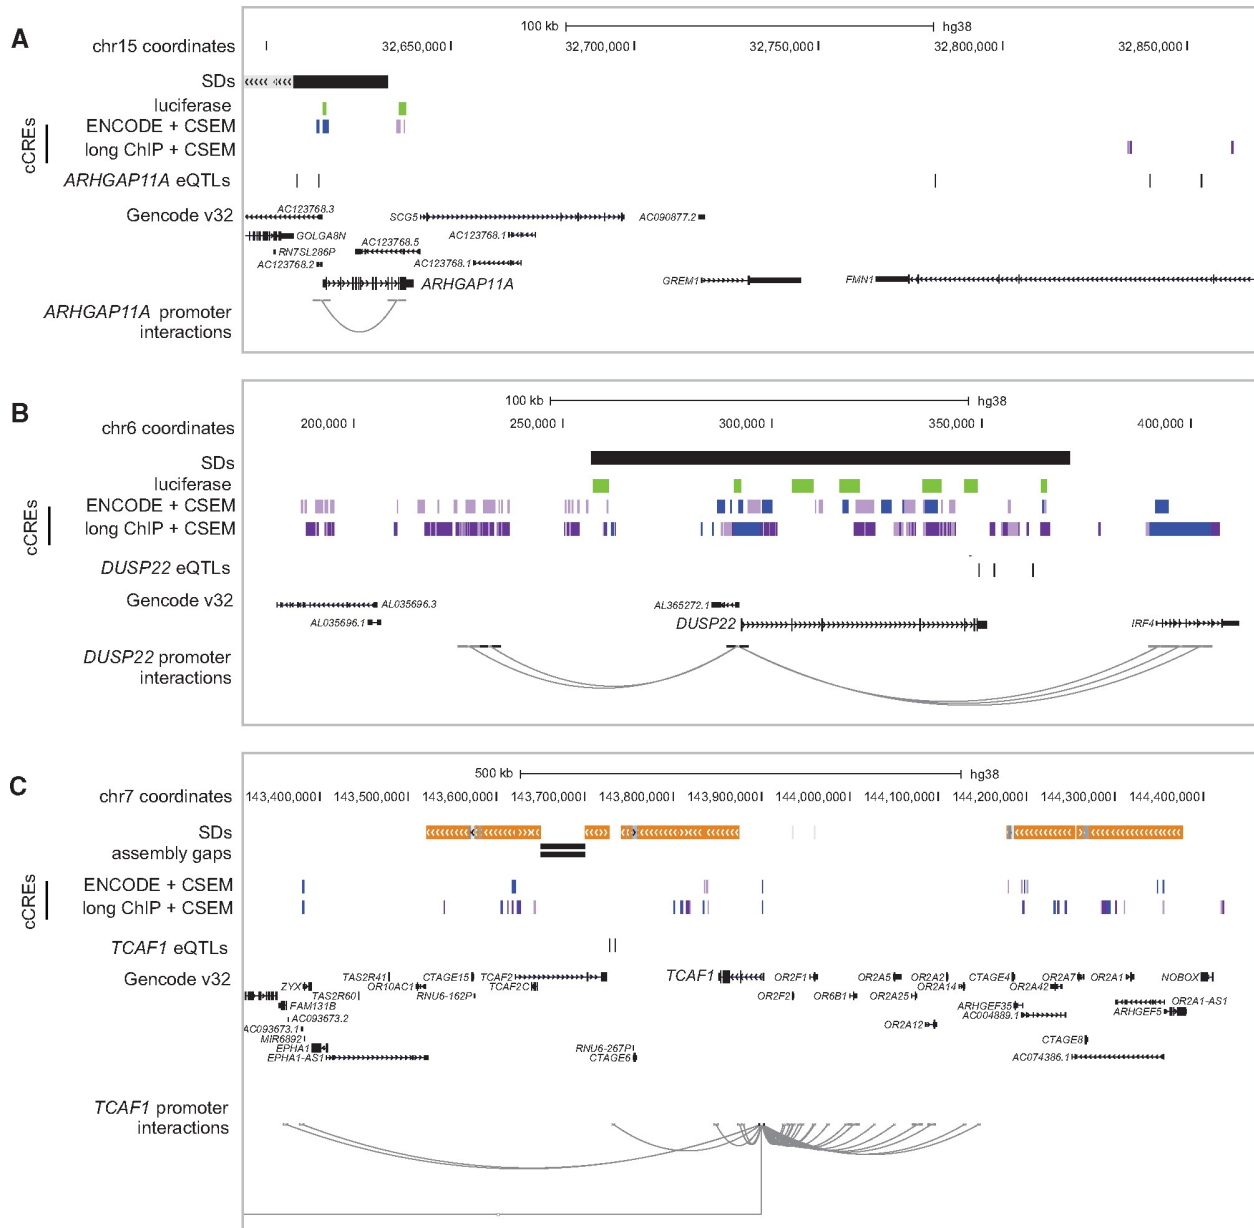 A
100 kb
hg38
chr15 coordinates
32,650,000
32,700,000
32,750,000
32,800,000
32,850,000
SDs
luciferase
cCREs
ENCODE + CSEM
long ChIP + CSEM
ARHGAP11A eQTLs
Gencode v32
AC123768.3
SCG5
AC090877.2
GOLGA8N
AC123768.1
RN7SL286P
AC123768.5
AC123768.2
AC123768.1
ARHGAP11A
GREM1
FMN1
ARHGAP11A promoter
interactions
B
100 kb
hg38
chr6 coordinates
200,000
250,000
300,000
350,000
400,000
SDs
luciferase
cCREs
ENCODE + CSEM
long ChIP + CSEM
DUSP22 eQTLs
Gencode v32
AL035696.3
AL365272.1
AL035696.1
DUSP22
IRF4
DUSP22 promoter
interactions
C
500 kb
hg38
chr7 coordinates
143,400,000
143,500,000
143,600,000
143,700,000
143,800,000
143,900,000
144,000,000
144,100,000
144,200,000
144,300,000
144,400,000
SDs
assembly gaps
cCREs
ENCODE + CSEM
long ChIP + CSEM
TCAF1 eQTLs
Gencode v32
TAS2R41
CTAGE15
TCAF2
TCAF1
OR2F1
OR2A5
OR2A2
CTAGE4
OR2A7
OR2A1
NOBOX
ZYX
OR10AC1
TCAF2C
OR2A14
OR2A42
TAS2R60
RNU6-162P
OR2F2
OR6B1
OR2A25
OR2A1-AS1
FAM131B
ARHGEF35
ARHGEF5
AC093673.2
AC004889.1
AC093673.1
OR2A12
MIR6892
CTAGE8
EPHA1
RNU6-267P
EPHA1-AS1
CTAGE6
AC074386.1
TCAF1 promoter
interactions